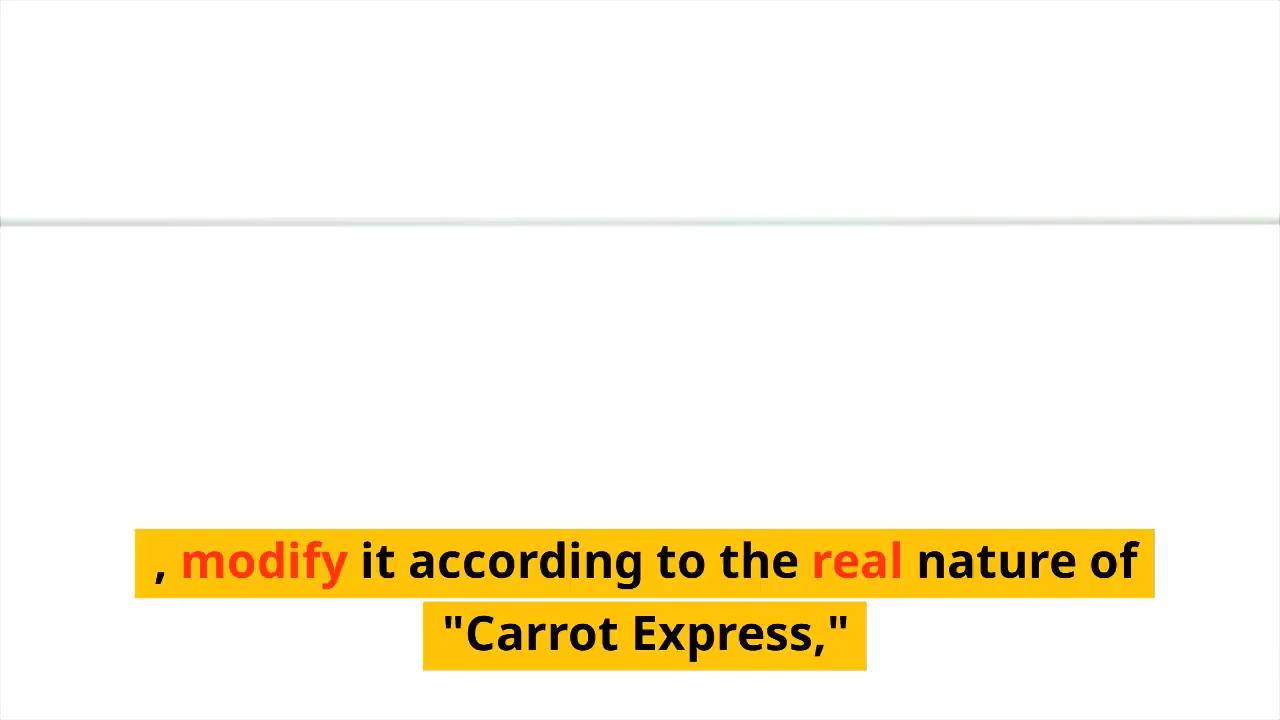 , modify it according to the real nature of
"Carrot Express,"